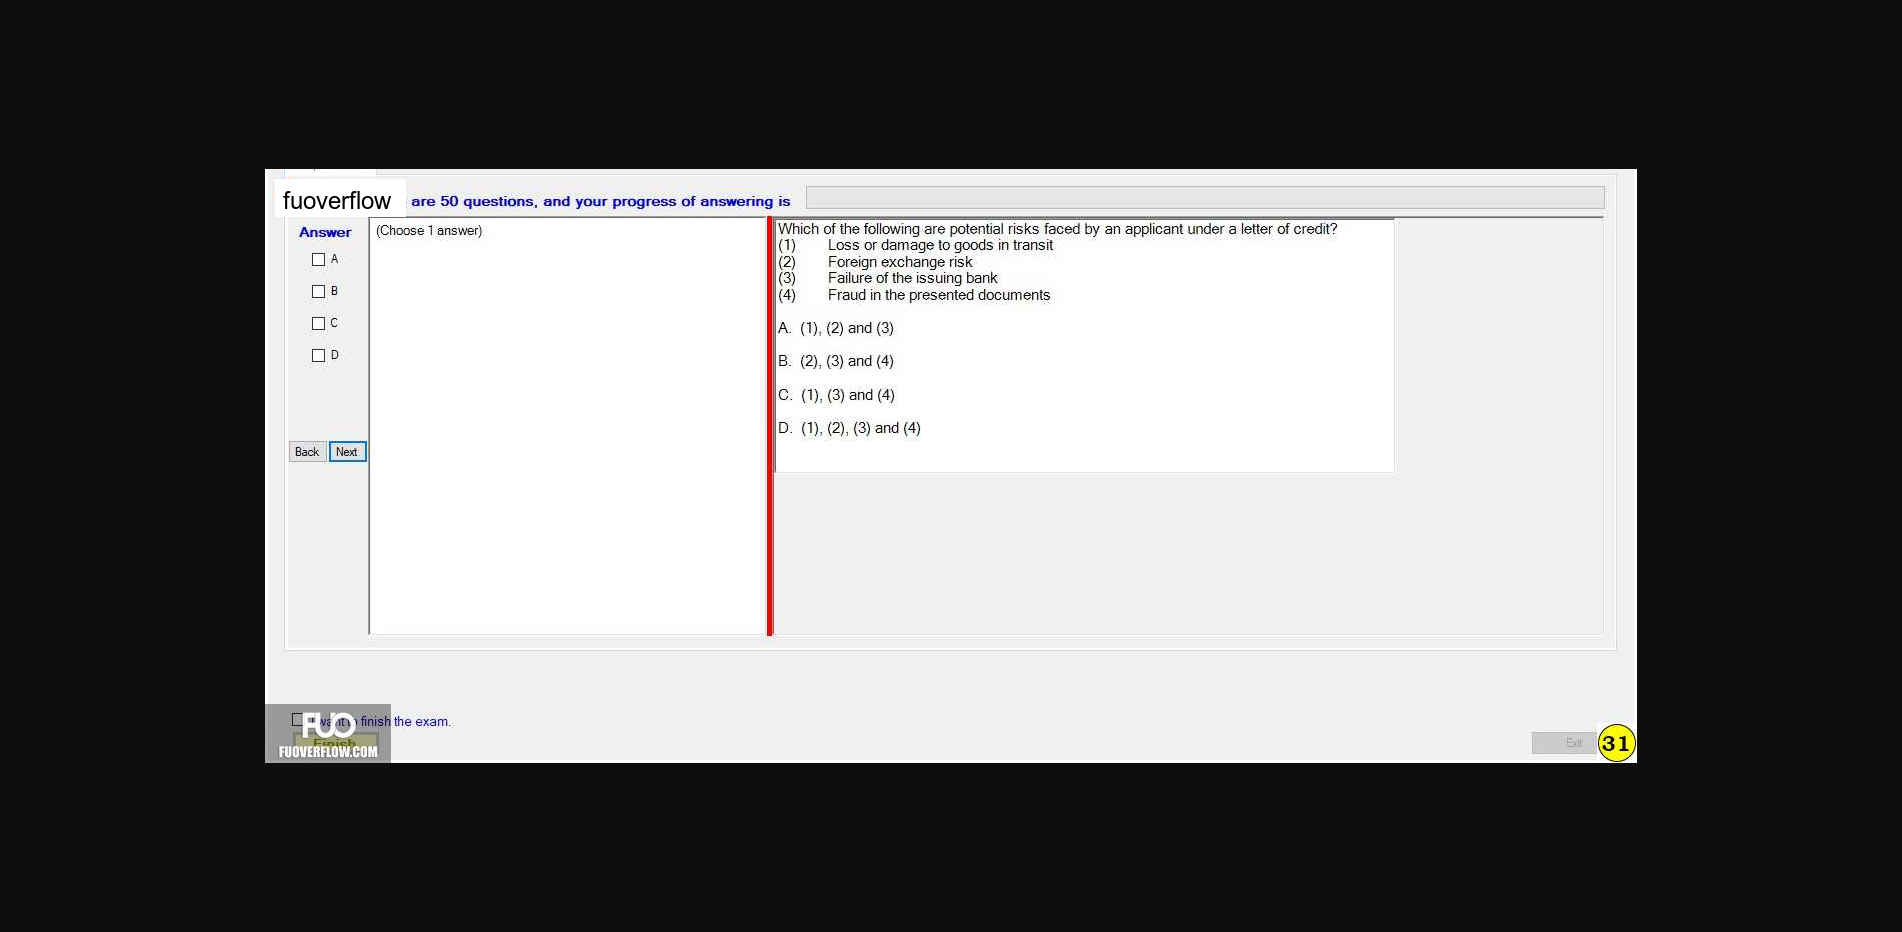 fuoverflow are 50 questions, and your progress of answering is
Answer
A
B
C
D
Back Next
(Choose 1 answer)
Which of the following are potential risks faced by an applicant under a letter of credit?
(1) Loss or damage to goods in transit
(2) Foreign exchange risk
(3) Failure of the issuing bank
(4) Fraud in the presented documents
A. (1), (2) and (3)
B. (2), (3) and (4)
C. (1), (3) and (4)
D. (1), (2), (3) and (4)
I want to finish the exam.
FUO
Finish
FUOVERFLOW.COM
Exit
31